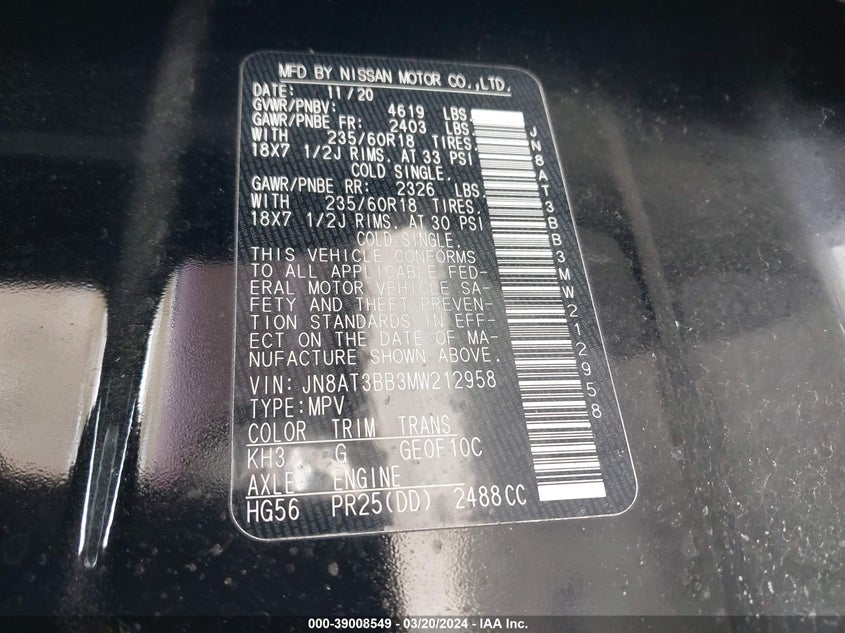 MFD BY NISSAN MOTOR CO.,LTD.
DATE: 11/20
GVWR/PNBV: 4619 LBS.
GAWR/PNBE FR: 2403 LBS.
WITH 235/60R18 TIRES.
18X7 1/2J RIMS. AT 33 PSI
COLD SINGLE.
GAWR/PNBE RR: 2326 LBS.
WITH 235/60R18 TIRES.
18X7 1/2J RIMS. AT 30 PSI
COLD SINGLE.
THIS VEHICLE CONFORMS
TO ALL APPLICABLE FED-
ERAL MOTOR VEHICLE SA-
FETY AND THEFT PREVEN-
TION STANDARDS IN EFF-
ECT ON THE DATE OF MA-
NUFACTURE SHOWN ABOVE.
VIN: JN8AT3BB3MW212958
TYPE: MPV
COLOR TRIM TRANS
KH3 G GE0F10C
AXLE ENGINE
HG56 PR25(DD) 2488CC
JN8AT3BB3MW212958
000-39008549 - 03/20/2024 - IAA Inc.